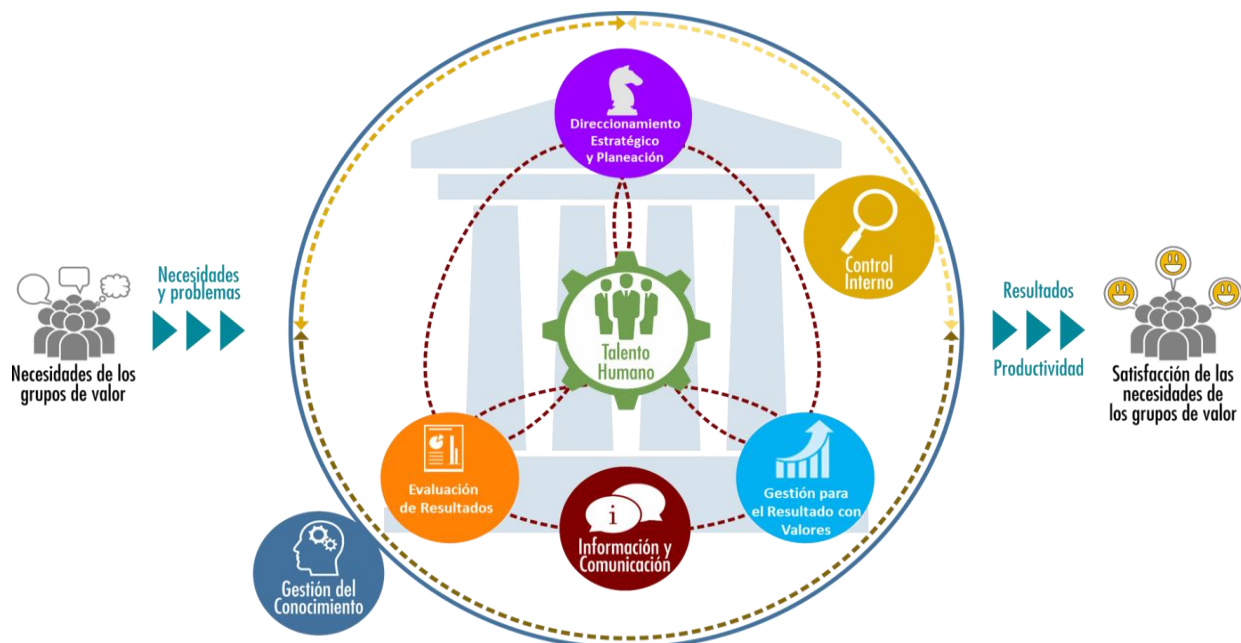 Necesidades de los
grupos de valor
Necesidades
y problemas
Direccionamiento
Estratégico
y Planeación
Control
Interno
Talento
Humano
Evaluación
de Resultados
i
Información y
Comunicación
Gestión para
el Resultado con
Valores
Gestión del
Conocimiento
Resultados
Productividad
Satisfacción de las
necesidades de
los grupos de valor